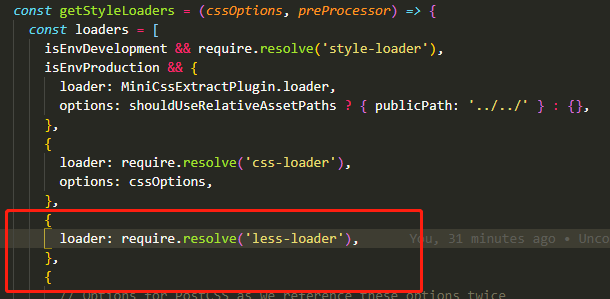 const getStyleLoaders = (cssOptions, preProcessor) => {
const loaders = [
isEnvDevelopment && require.resolve('style-loader'),
isEnvProduction && {
loader: MiniCssExtractPlugin.loader,
options: shouldUseRelativeAssetPaths ? { publicPath: '../../' } : {},
},
{
loader: require.resolve('css-loader'),
options: cssOptions,
},
{
loader: require.resolve('less-loader'), You, 31 minutes ago • Unco
},
{
// Options for PostCSS as we reference these options twice